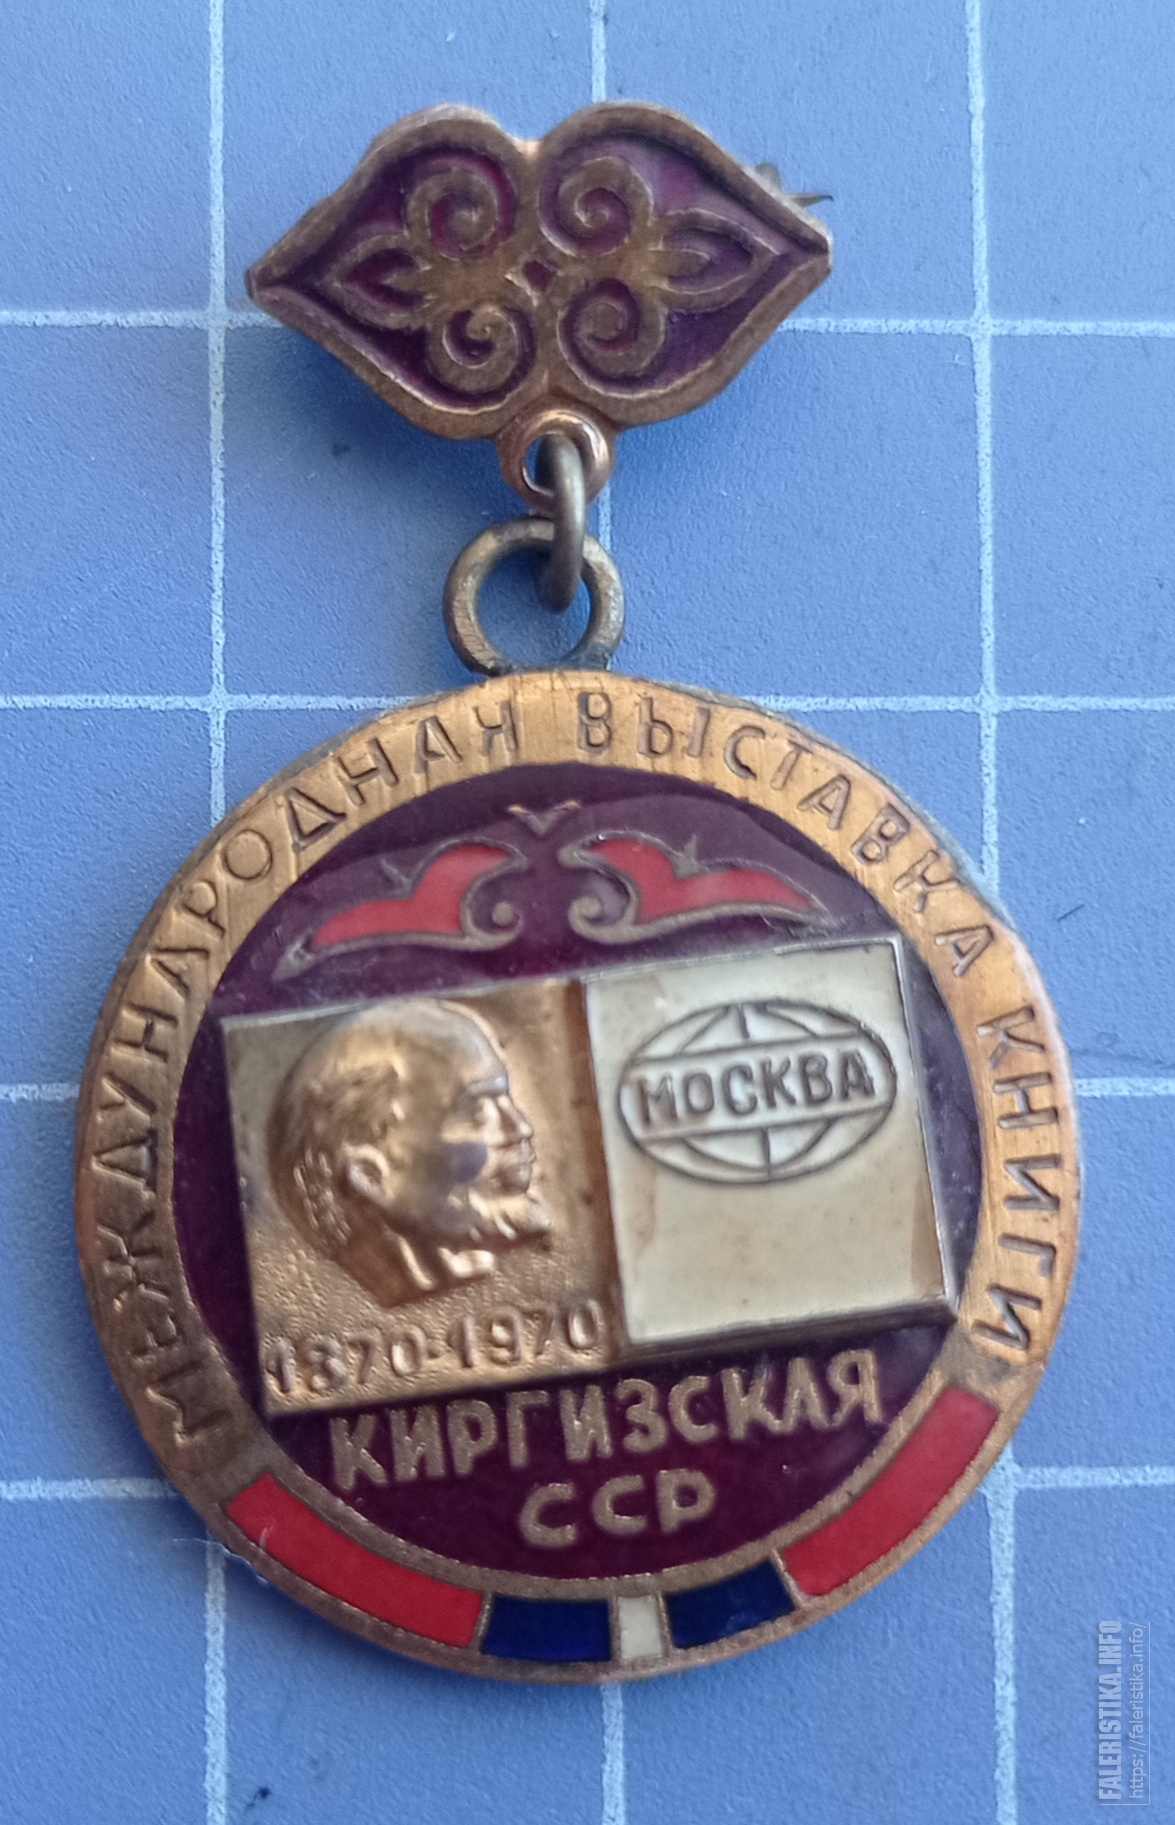 МЕЖДУНАРОДНАЯ ВЫСТАВКА КНИГИ
МОСКВА
1870-1970
КИРГИЗСКАЯ
ССР
FALERISTIKA.INFO
https://faleristika.info/